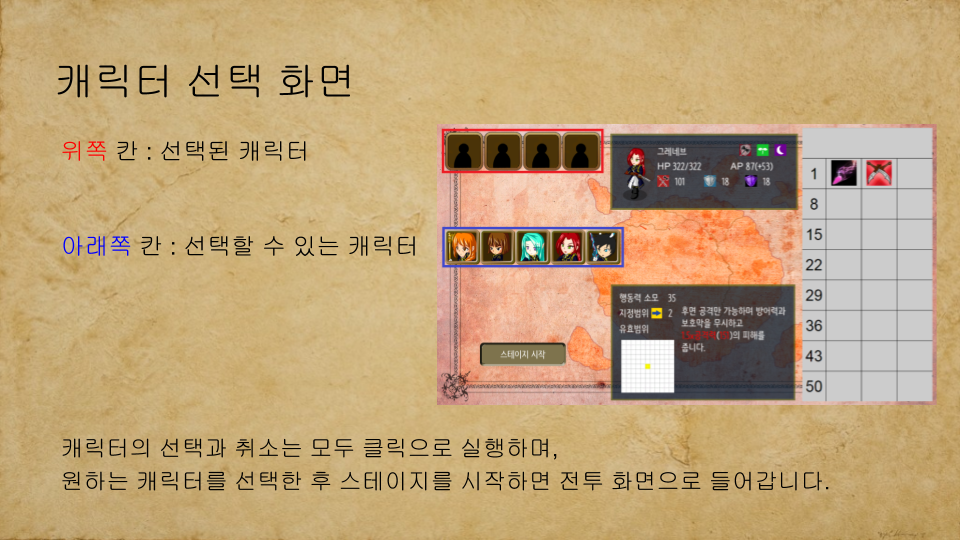 캐릭터 선택 화면
위쪽 칸 : 선택된 캐릭터
아래쪽 칸 : 선택할 수 있는 캐릭터
그레네브
HP 322/322 AP 87(+53)
101 18 18
1
8
15
22
29
36
43
50
행동력 소모 35
지정범위 2
유효범위
후면 공격만 가능하며 방어력과
보호막을 무시하고
의 피해를
줍니다.
스테이지 시작
캐릭터의 선택과 취소는 모두 클릭으로 실행하며,
원하는 캐릭터를 선택한 후 스테이지를 시작하면 전투 화면으로 들어갑니다.